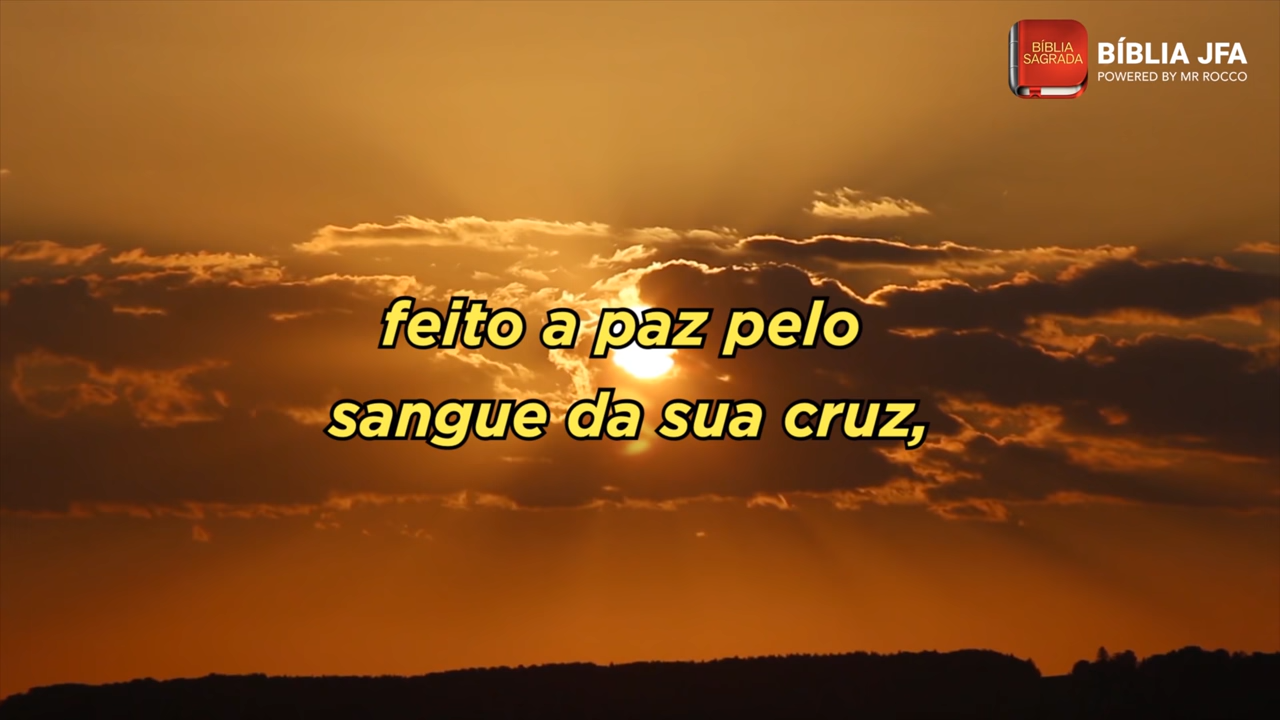 BÍBLIA
SAGRADA
BÍBLIA JFA
POWERED BY MR ROCCO
feito a paz pelo
sangue da sua cruz,